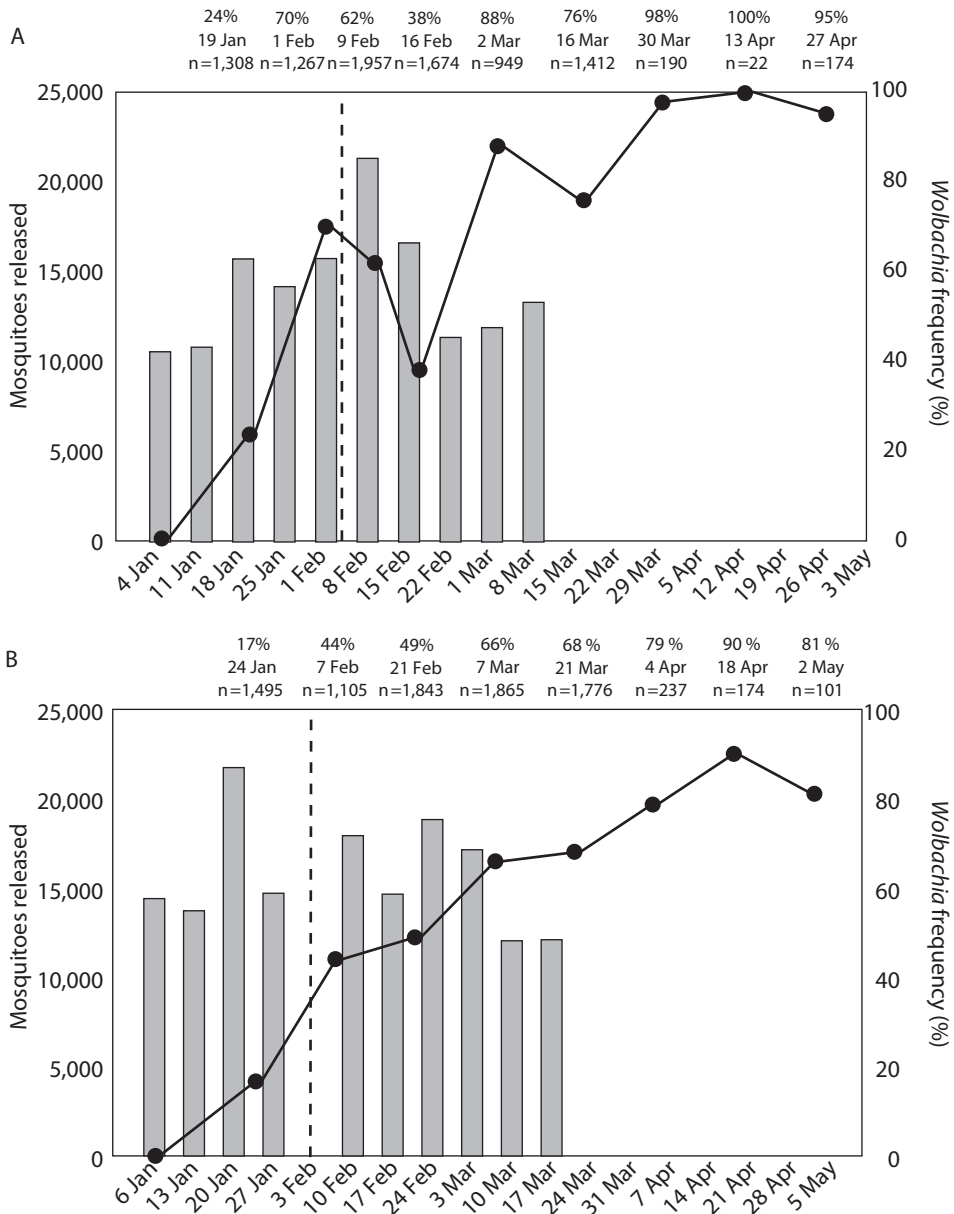 A
24% 70% 62% 38% 88% 76% 98% 100% 95%
19 Jan 1 Feb 9 Feb 16 Feb 2 Mar 16 Mar 30 Mar 13 Apr 27 Apr
n=1,308 n=1,267 n=1,957 n=1,674 n=949 n=1,412 n=190 n=22 n=174
25,000
20,000
15,000
10,000
5,000
0
Mosquitoes released
100
80
60
40
20
0
Wolbachia frequency (%)
4 Jan 11 Jan 18 Jan 25 Jan 1 Feb 8 Feb 15 Feb 22 Feb 1 Mar 8 Mar 15 Mar 22 Mar 29 Mar 5 Apr 12 Apr 19 Apr 26 Apr 3 May
B
17% 44% 49% 66% 68 % 79% 90% 81 %
24 Jan 7 Feb 21 Feb 7 Mar 21 Mar 4 Apr 18 Apr 2 May
n=1,495 n=1,105 n=1,843 n=1,865 n=1,776 n=237 n=174 n=101
25,000
20,000
15,000
10,000
5,000
0
Mosquitoes released
100
80
60
40
20
0
Wolbachia frequency (%)
6 Jan 13 Jan 20 Jan 27 Jan 3 Feb 10 Feb 17 Feb 24 Feb 3 Mar 10 Mar 17 Mar 24 Mar 31 Mar 7 Apr 14 Apr 21 Apr 28 Apr 5 May